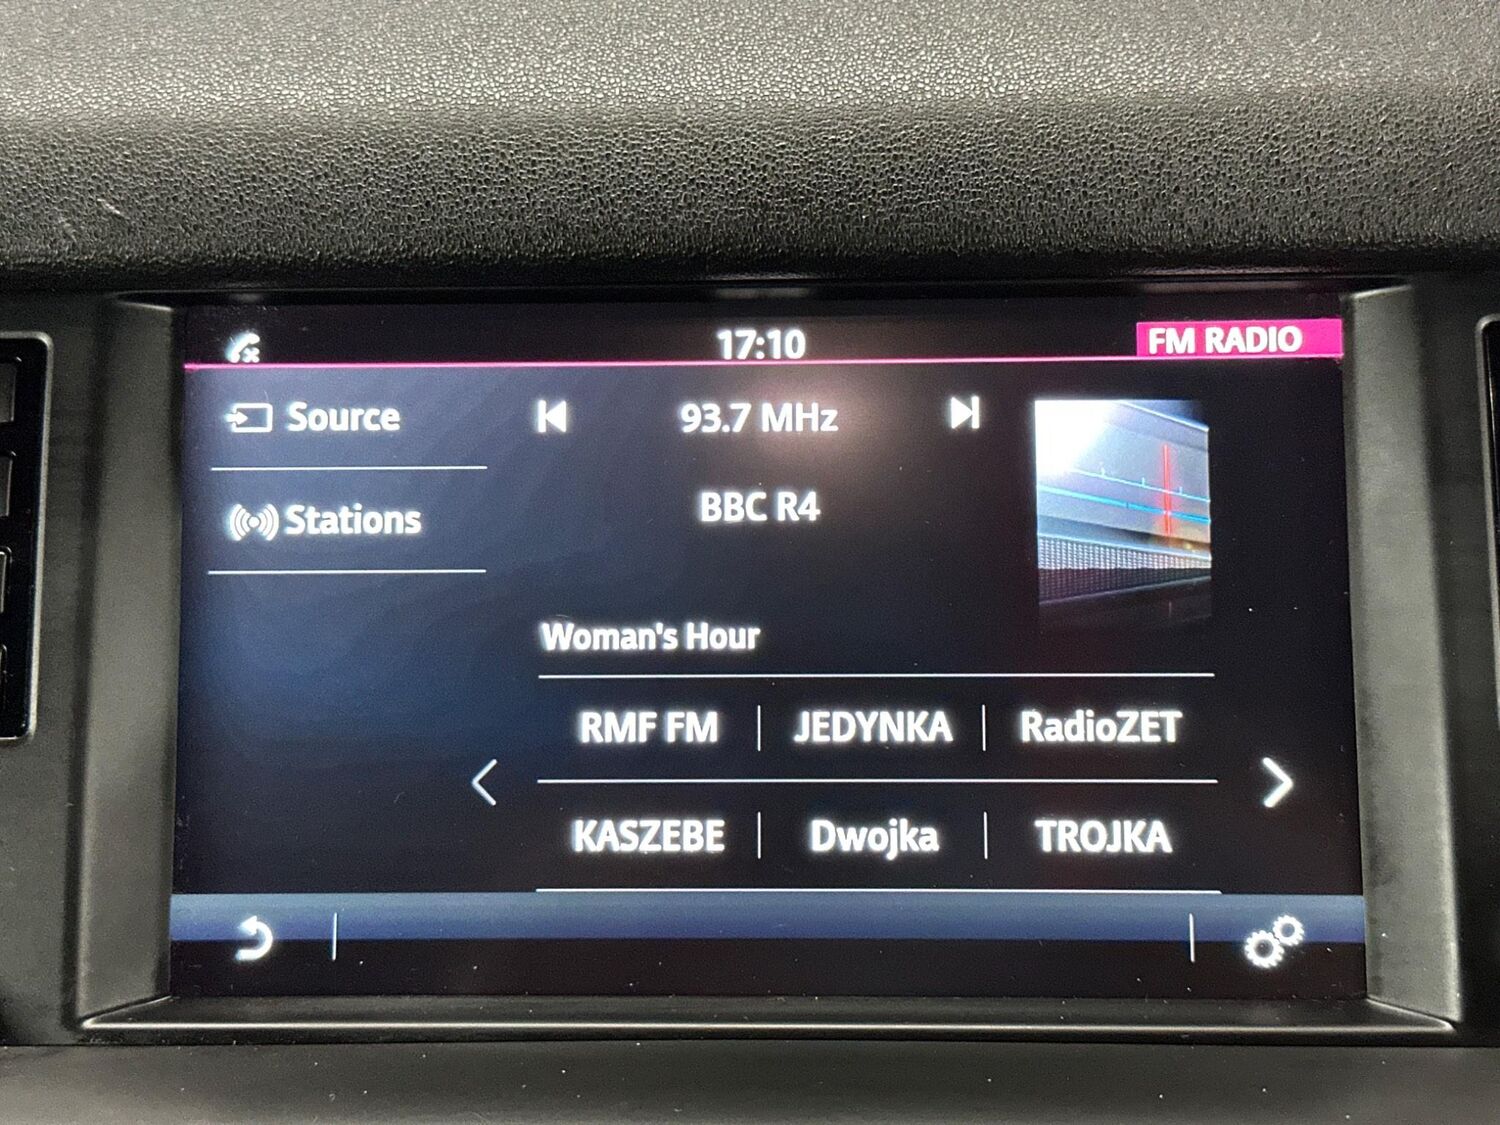 17:10
FM RADIO
Source
93.7 MHz
Stations
BBC R4
Woman's Hour
RMF FM
JEDYNKA
RadioZET
KASZEBE
Dwojka
TROJKA